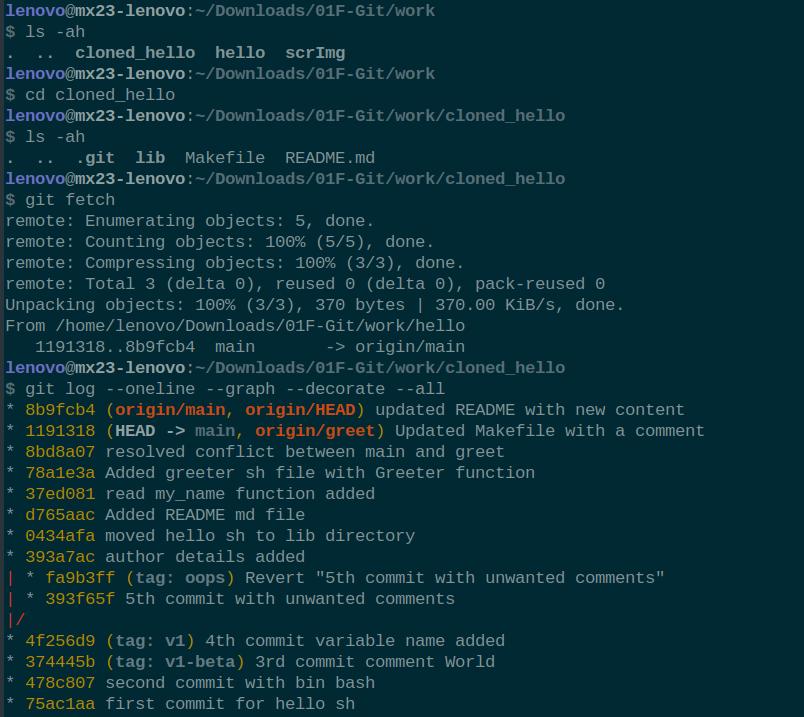 lenovo@mx23-lenovo:~/Downloads/01F-Git/work
$ ls -ah
.  ..  cloned_hello  hello  scrImg
lenovo@mx23-lenovo:~/Downloads/01F-Git/work
$ cd cloned_hello
lenovo@mx23-lenovo:~/Downloads/01F-Git/work/cloned_hello
$ ls -ah
.  ..  .git  lib  Makefile  README.md
lenovo@mx23-lenovo:~/Downloads/01F-Git/work/cloned_hello
$ git fetch
remote: Enumerating objects: 5, done.
remote: Counting objects: 100% (5/5), done.
remote: Compressing objects: 100% (3/3), done.
remote: Total 3 (delta 0), reused 0 (delta 0), pack-reused 0
Unpacking objects: 100% (3/3), 370 bytes | 370.00 KiB/s, done.
From /home/lenovo/Downloads/01F-Git/work/hello
   1191318..8b9fcb4  main       -> origin/main
lenovo@mx23-lenovo:~/Downloads/01F-Git/work/cloned_hello
$ git log --oneline --graph --decorate --all
* 8b9fcb4 (origin/main, origin/HEAD) updated README with new content
* 1191318 (HEAD -> main, origin/greet) Updated Makefile with a comment
* 8bd8a07 resolved conflict between main and greet
* 78a1e3a Added greeter sh file with Greeter function
* 37ed081 read my_name function added
* d765aac Added README md file
* 0434afa moved hello sh to lib directory
* 393a7ac author details added
| * fa9b3ff (tag: oops) Revert "5th commit with unwanted comments"
| * 393f65f 5th commit with unwanted comments
|/
* 4f256d9 (tag: v1) 4th commit variable name added
* 374445b (tag: v1-beta) 3rd commit comment World
* 478c807 second commit with bin bash
* 75ac1aa first commit for hello sh